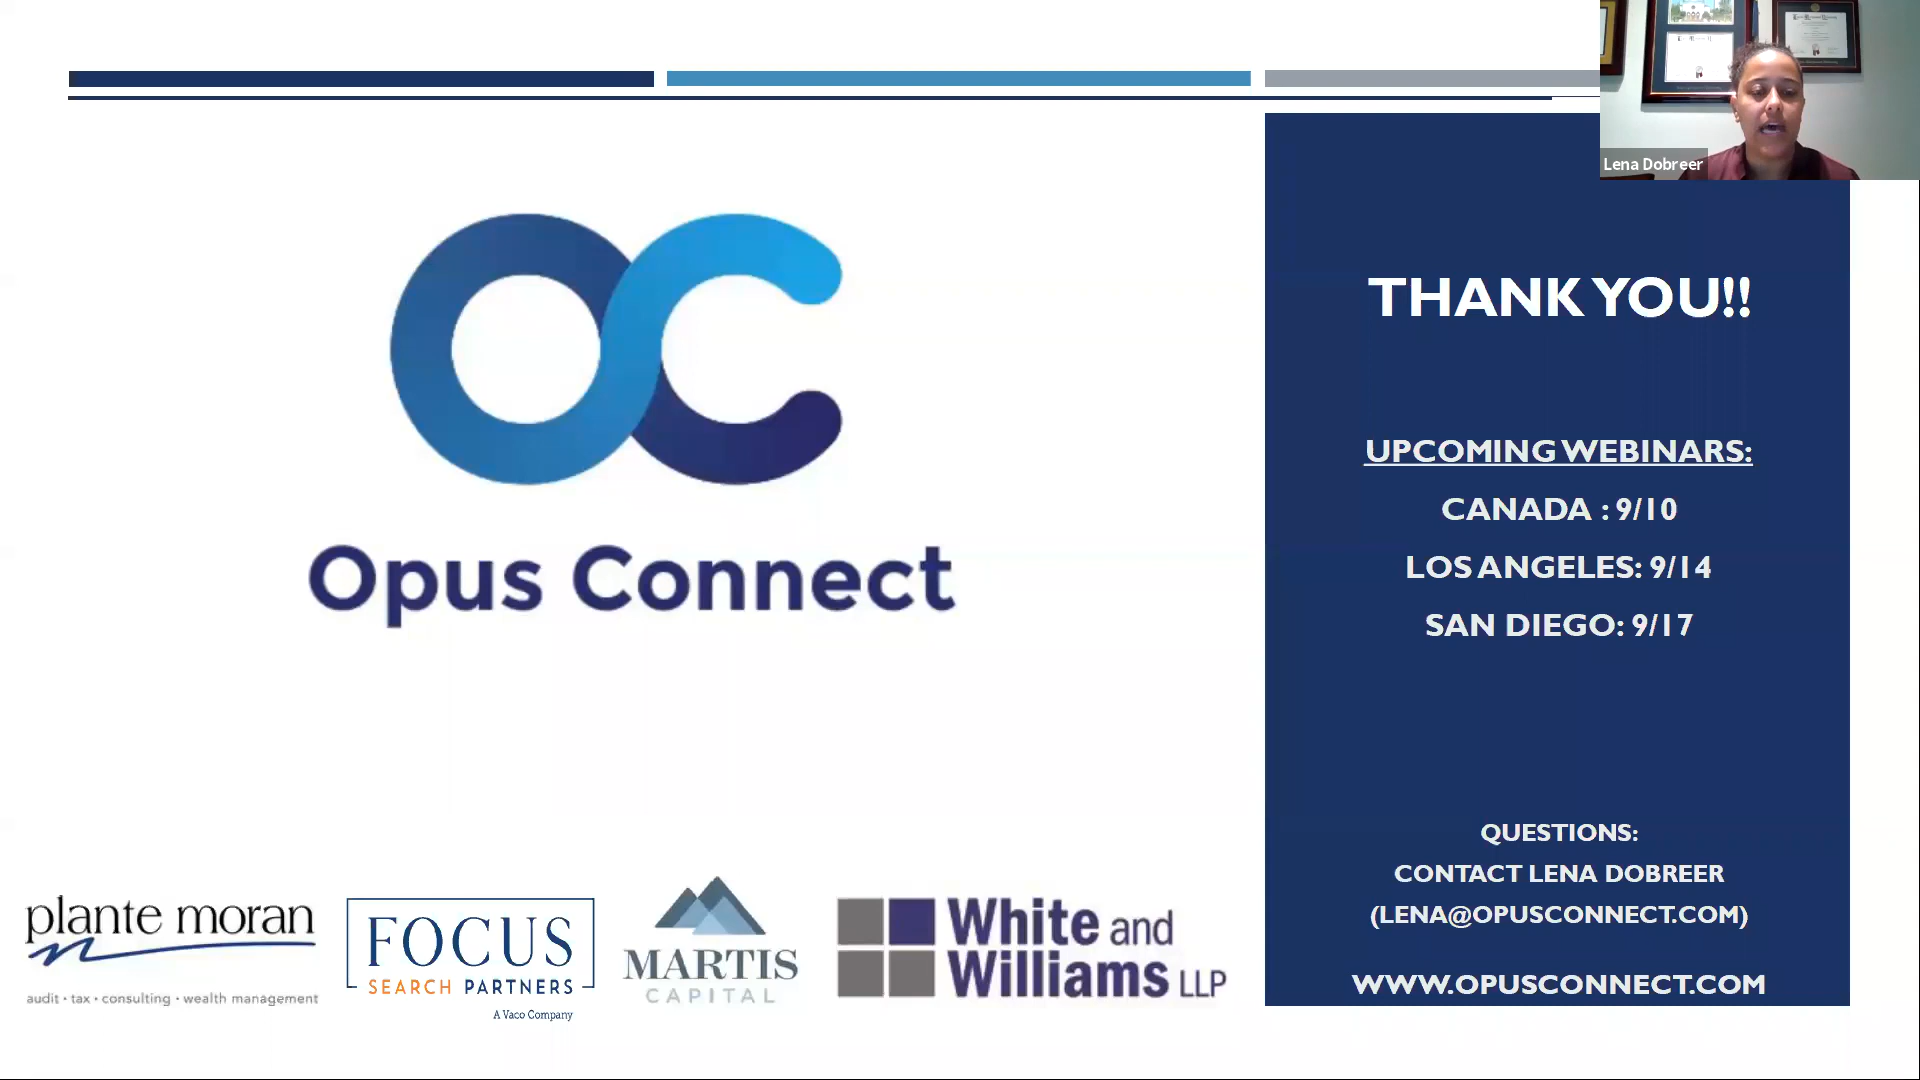 Lena Dobreer
Opus Connect
THANK YOU!!
UPCOMING WEBINARS:
CANADA : 9/10
LOS ANGELES: 9/14
SAN DIEGO: 9/17
QUESTIONS:
CONTACT LENA DOBREER
(LENA@OPUSCONNECT.COM)
WWW.OPUSCONNECT.COM
plante moran
audit • tax • consulting • wealth management
FOCUS
SEARCH PARTNERS
A Vaco Company
MARTIS
CAPITAL
White and
Williams LLP